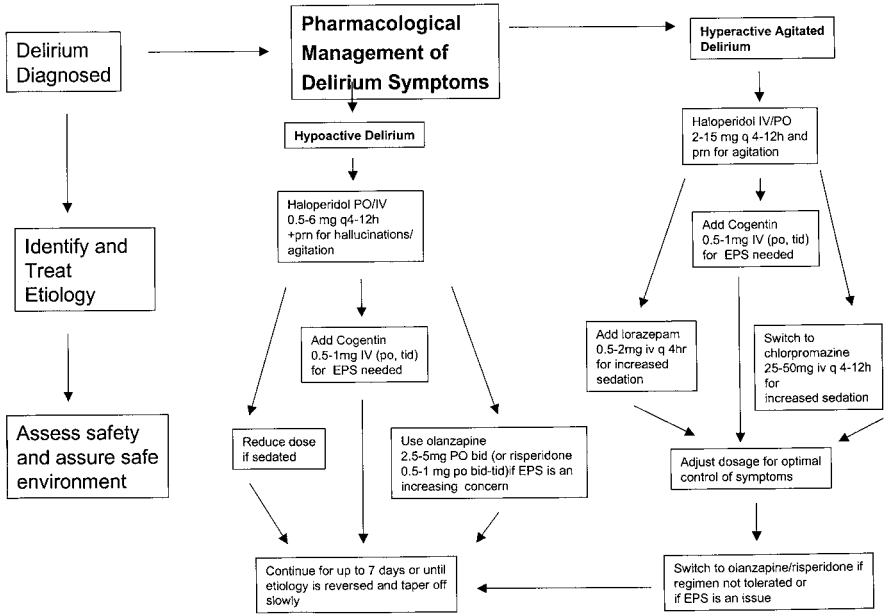 Delirium
Diagnosed
Identify and
Treat
Etiology
Assess safety
and assure safe
environment
Pharmacological
Management of
Delirium Symptoms
Hypoactive Delirium
Haloperidol PO/IV
0.5-6 mg q4-12h
+prn for hallucinations/
agitation
Add Cogentin
0.5-1mg IV (po, tid)
for EPS needed
Reduce dose
if sedated
Use olanzapine
2.5-5mg PO bid (or risperidone
0.5-1 mg po bid-tid)if EPS is an
increasing concern
Continue for up to 7 days or until
etiology is reversed and taper off
slowly
Hyperactive Agitated
Delirium
Haloperidol IV/PO
2-15 mg q 4-12h and
prn for agitation
Add Cogentin
0.5-1mg IV (po, tid)
for EPS needed
Add lorazepam
0.5-2mg iv q 4hr
for increased
sedation
Switch to
chlorpromazine
25-50mg iv q 4-12h
for
increased sedation
Adjust dosage for optimal
control of symptoms
Switch to olanzapine/risperidone if
regimen not tolerated or
if EPS is an issue